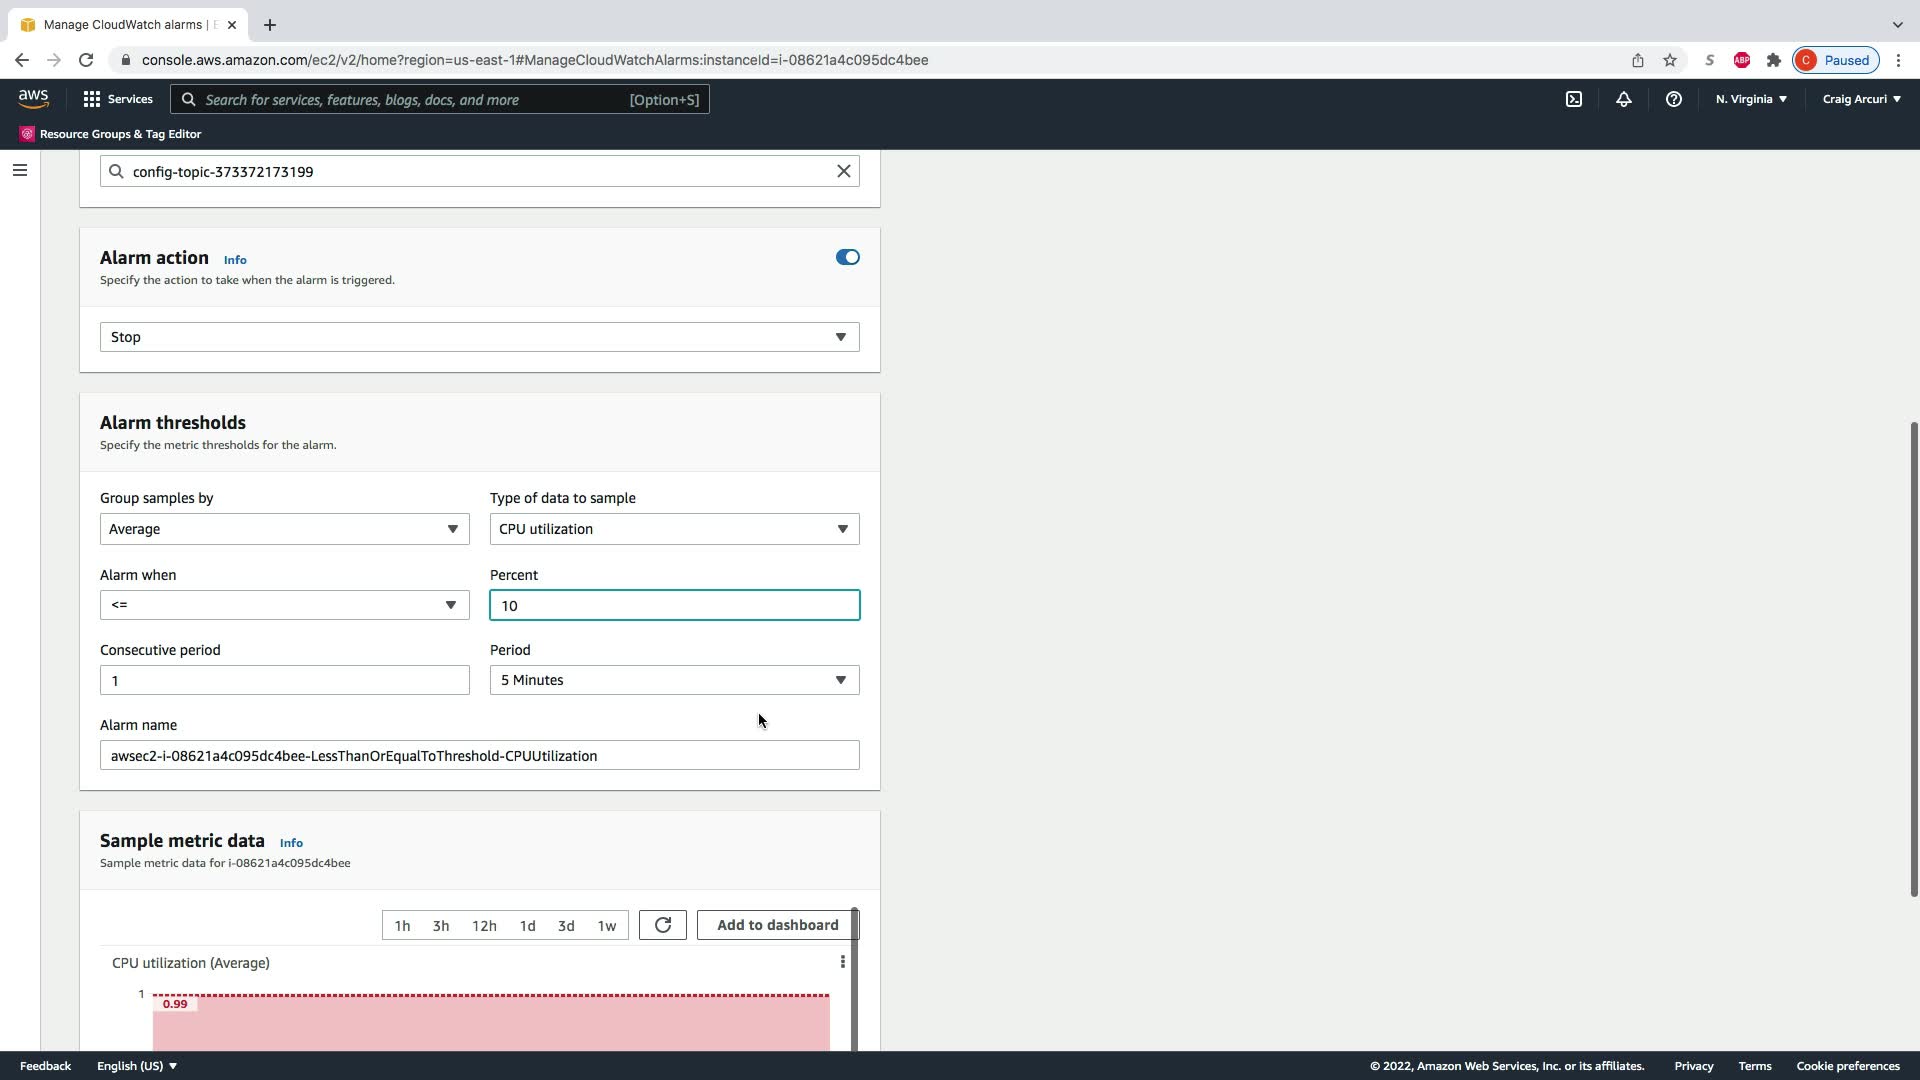 Manage CloudWatch alarms | E
console.aws.amazon.com/ec2/v2/home?region=us-east-1#ManageCloudWatchAlarms:instanceId=i-08621a4c095dc4bee
S
ABP
C
Paused
aws
Services
Search for services, features, blogs, docs, and more
[Option+S]
N. Virginia
Craig Arcuri
Resource Groups & Tag Editor
config-topic-373372173199
Alarm action
Info
Specify the action to take when the alarm is triggered.
Stop
Alarm thresholds
Specify the metric thresholds for the alarm.
Group samples by
Type of data to sample
Average
CPU utilization
Alarm when
Percent
<=
10
Consecutive period
Period
1
5 Minutes
Alarm name
awsec2-i-08621a4c095dc4bee-LessThanOrEqualToThreshold-CPUUtilization
Sample metric data
Info
Sample metric data for i-08621a4c095dc4bee
1h 3h 12h 1d 3d 1w
Add to dashboard
CPU utilization (Average)
1
0.99
Feedback
English (US)
© 2022, Amazon Web Services, Inc. or its affiliates.
Privacy
Terms
Cookie preferences